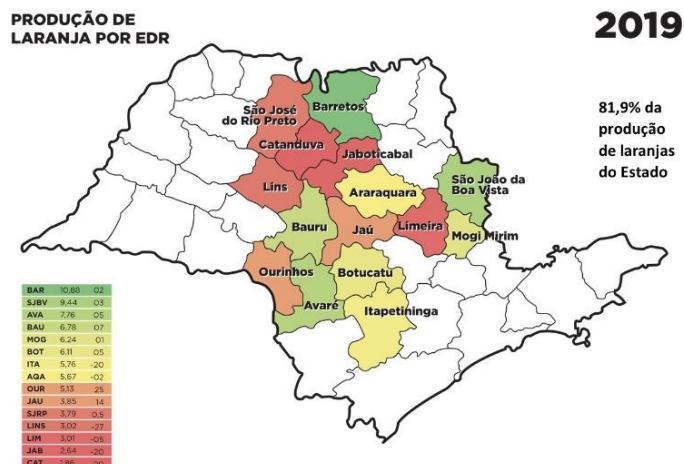 PRODUÇÃO DE
LARANJA POR EDR
2019
81,9% da
produção
de laranjas
do Estado
Barretos
São José
do Rio Preto
Catanduva
Jaboticabal
Lins
Araraquara
São João da
Boa Vista
Bauru
Jaú
Limeira
Mogi Mirim
Ourinhos
Botucatu
Avaré
Itapetininga
BAR 10,88 02
SJBV 9,44 03
AVA 7,76 05
BAU 6,78 07
MOG 6,24 01
BOT 6,11 05
ITA 5,76 -20
AQA 5,67 -02
OUR 5,13 25
JAU 3,85 14
SJRP 3,79 0,5
LINS 3,02 -27
LIM 3,01 -05
JAB 2,64 -20
CAT 1,86